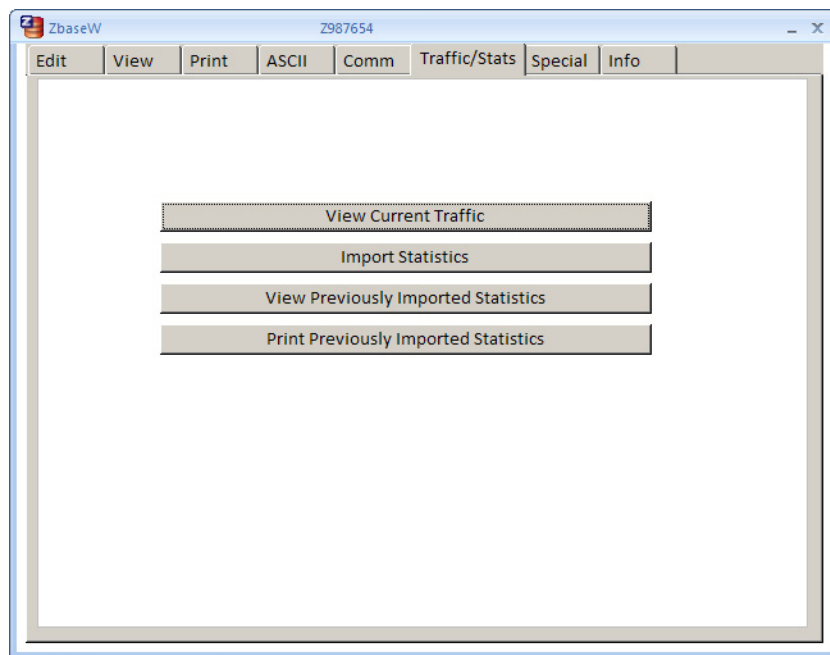 ZbaseW Z987654
Edit View Print ASCII Comm Traffic/Stats Special Info
View Current Traffic
Import Statistics
View Previously Imported Statistics
Print Previously Imported Statistics